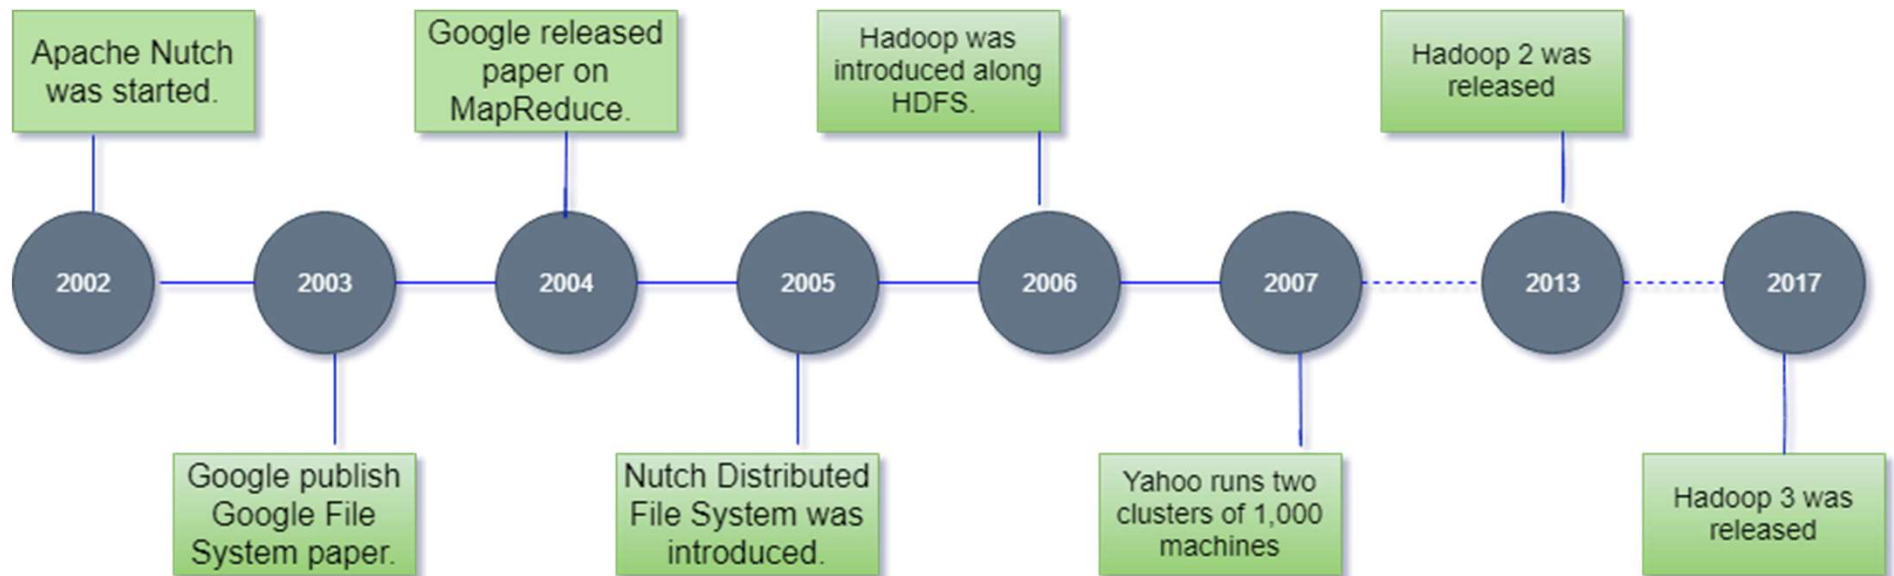 Apache Nutch
was started.
Google released
paper on
MapReduce.
Hadoop was
introduced along
HDFS.
Hadoop 2 was
released
2002
2003
2004
2005
2006
2007
2013
2017
Google publish
Google File
System paper.
Nutch Distributed
File System was
introduced.
Yahoo runs two
clusters of 1,000
machines
Hadoop 3 was
released